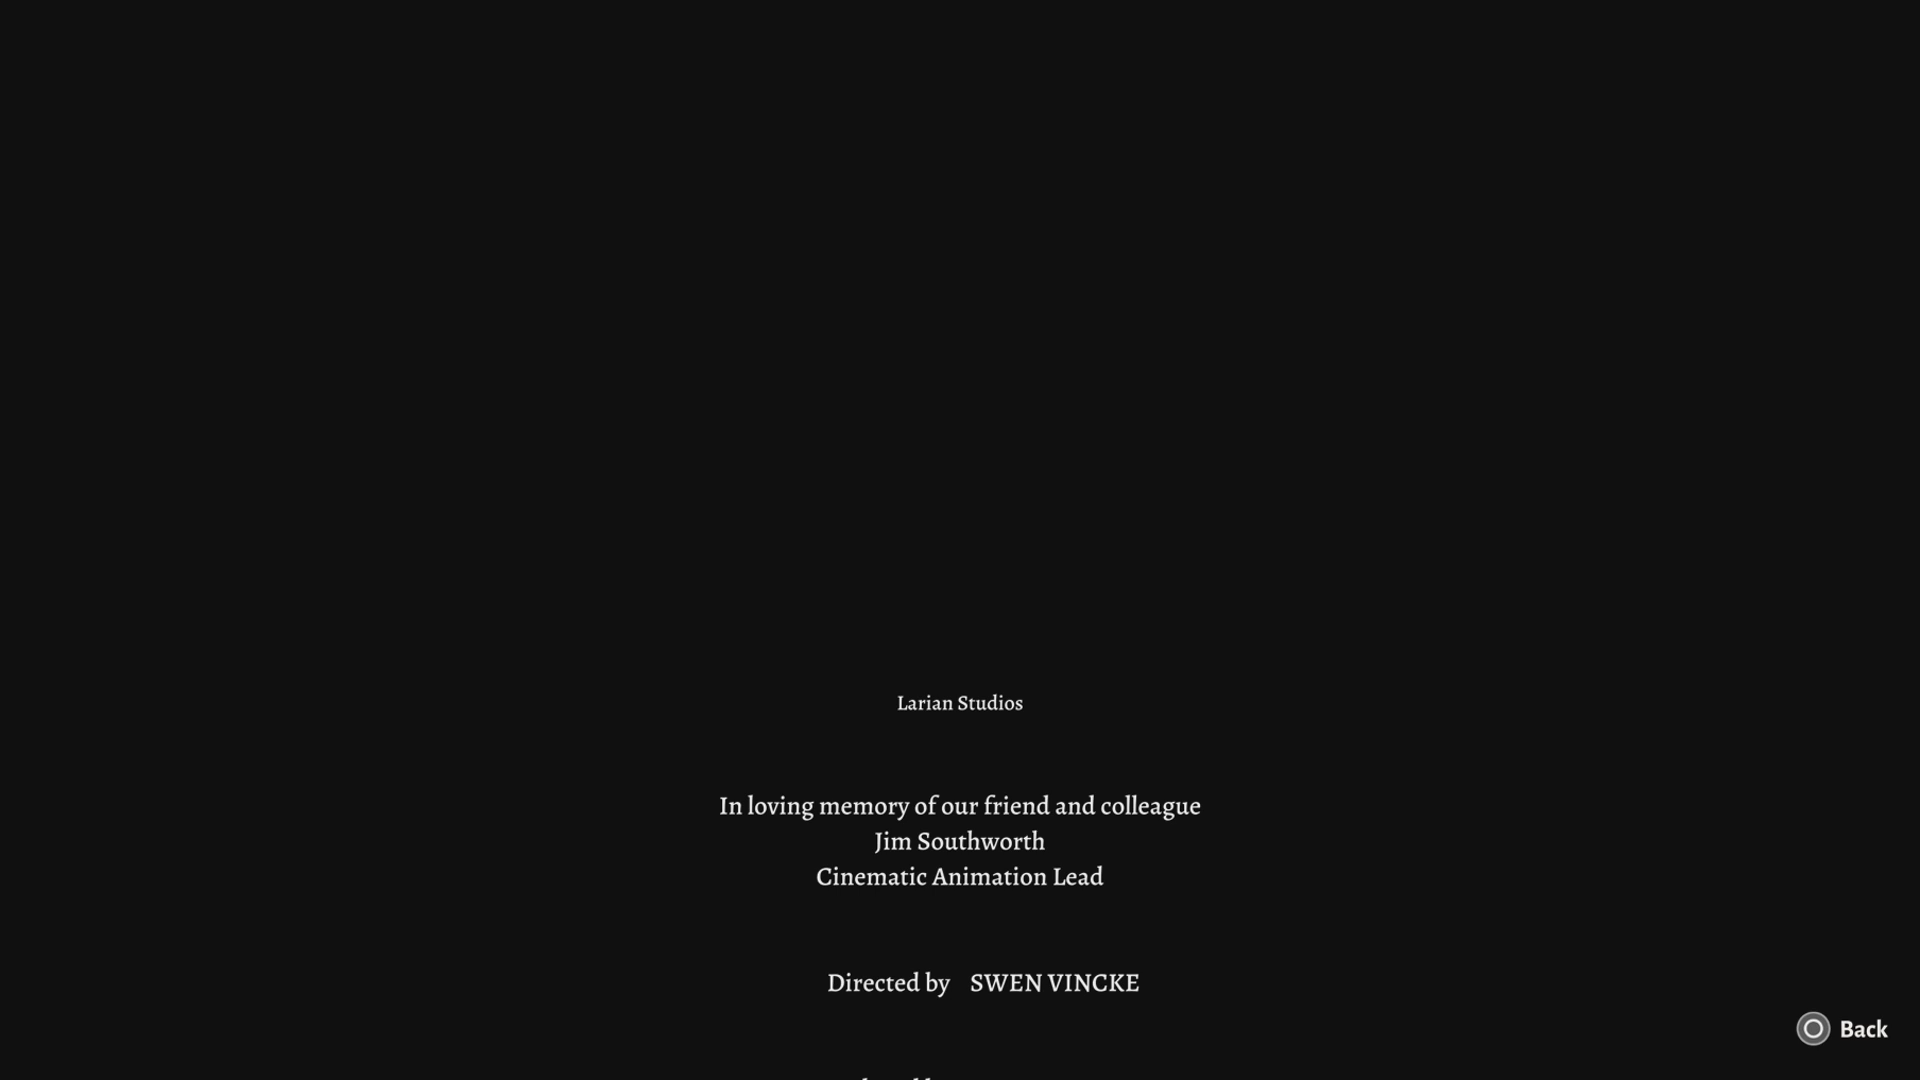 Larian Studios
In loving memory of our friend and colleague
Jim Southworth
Cinematic Animation Lead
Directed by SWEN VINCKE
Back